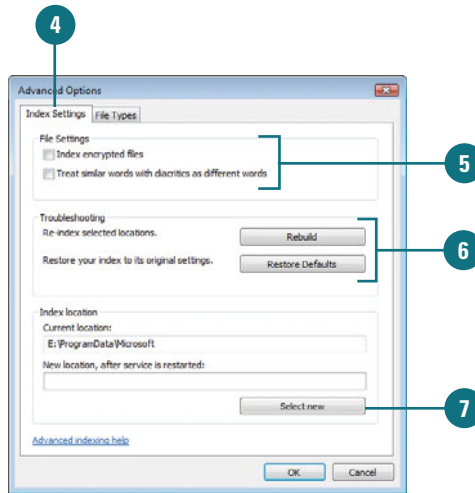 4
Advanced Options
Index Settings File Types
File Settings
Index encrypted files
Treat similar words with diacritics as different words
5
Troubleshooting
Re-index selected locations.
Rebuild
6
Restore your index to its original settings.
Restore Defaults
Index location
Current location:
E:\ProgramData\Microsoft
New location, after service is restarted:
Select new
7
Advanced indexing help
OK Cancel